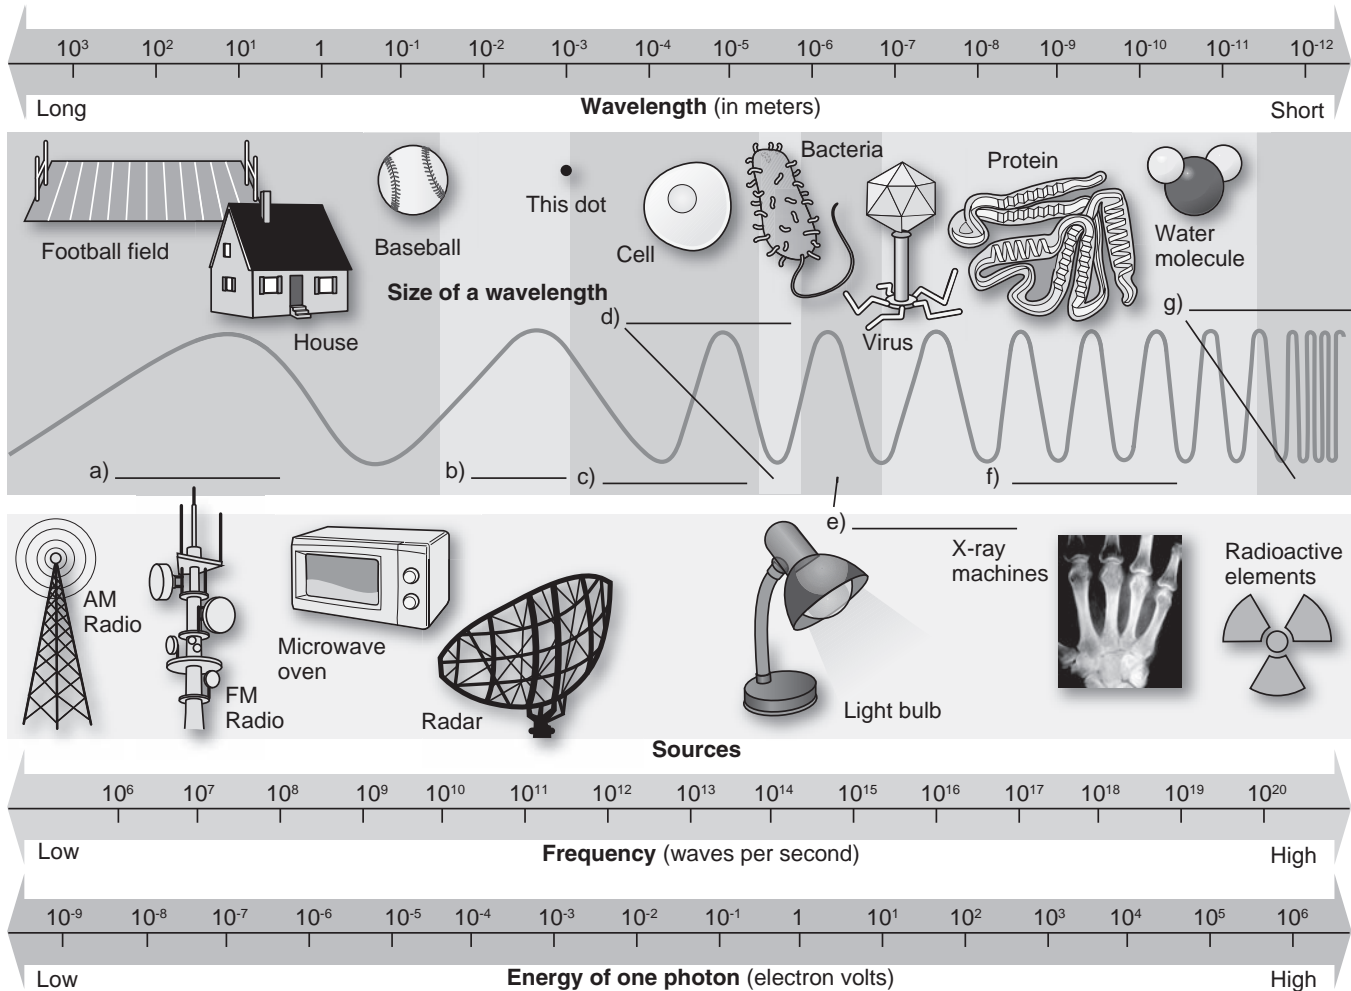 10³ 10² 10¹ 1 10⁻¹ 10⁻² 10⁻³ 10⁻⁴ 10⁻⁵ 10⁻⁶ 10⁻⁷ 10⁻⁸ 10⁻⁹ 10⁻¹⁰ 10⁻¹¹ 10⁻¹²
Long Wavelength (in meters) Short
Football field
House
Baseball
This dot
Cell
Bacteria
Virus
Protein
Water
molecule
Size of a wavelength
a)
b)
c)
d)
e)
f)
g)
AM
Radio
FM
Radio
Microwave
oven
Radar
Light bulb
X-ray
machines
Radioactive
elements
Sources
10⁶ 10⁷ 10⁸ 10⁹ 10¹⁰ 10¹¹ 10¹² 10¹³ 10¹⁴ 10¹⁵ 10¹⁶ 10¹⁷ 10¹⁸ 10¹⁹ 10²⁰
Low Frequency (waves per second) High
10⁻⁹ 10⁻⁸ 10⁻⁷ 10⁻⁶ 10⁻⁵ 10⁻⁴ 10⁻³ 10⁻² 10⁻¹ 1 10¹ 10² 10³ 10⁴ 10⁵ 10⁶
Low Energy of one photon (electron volts) High